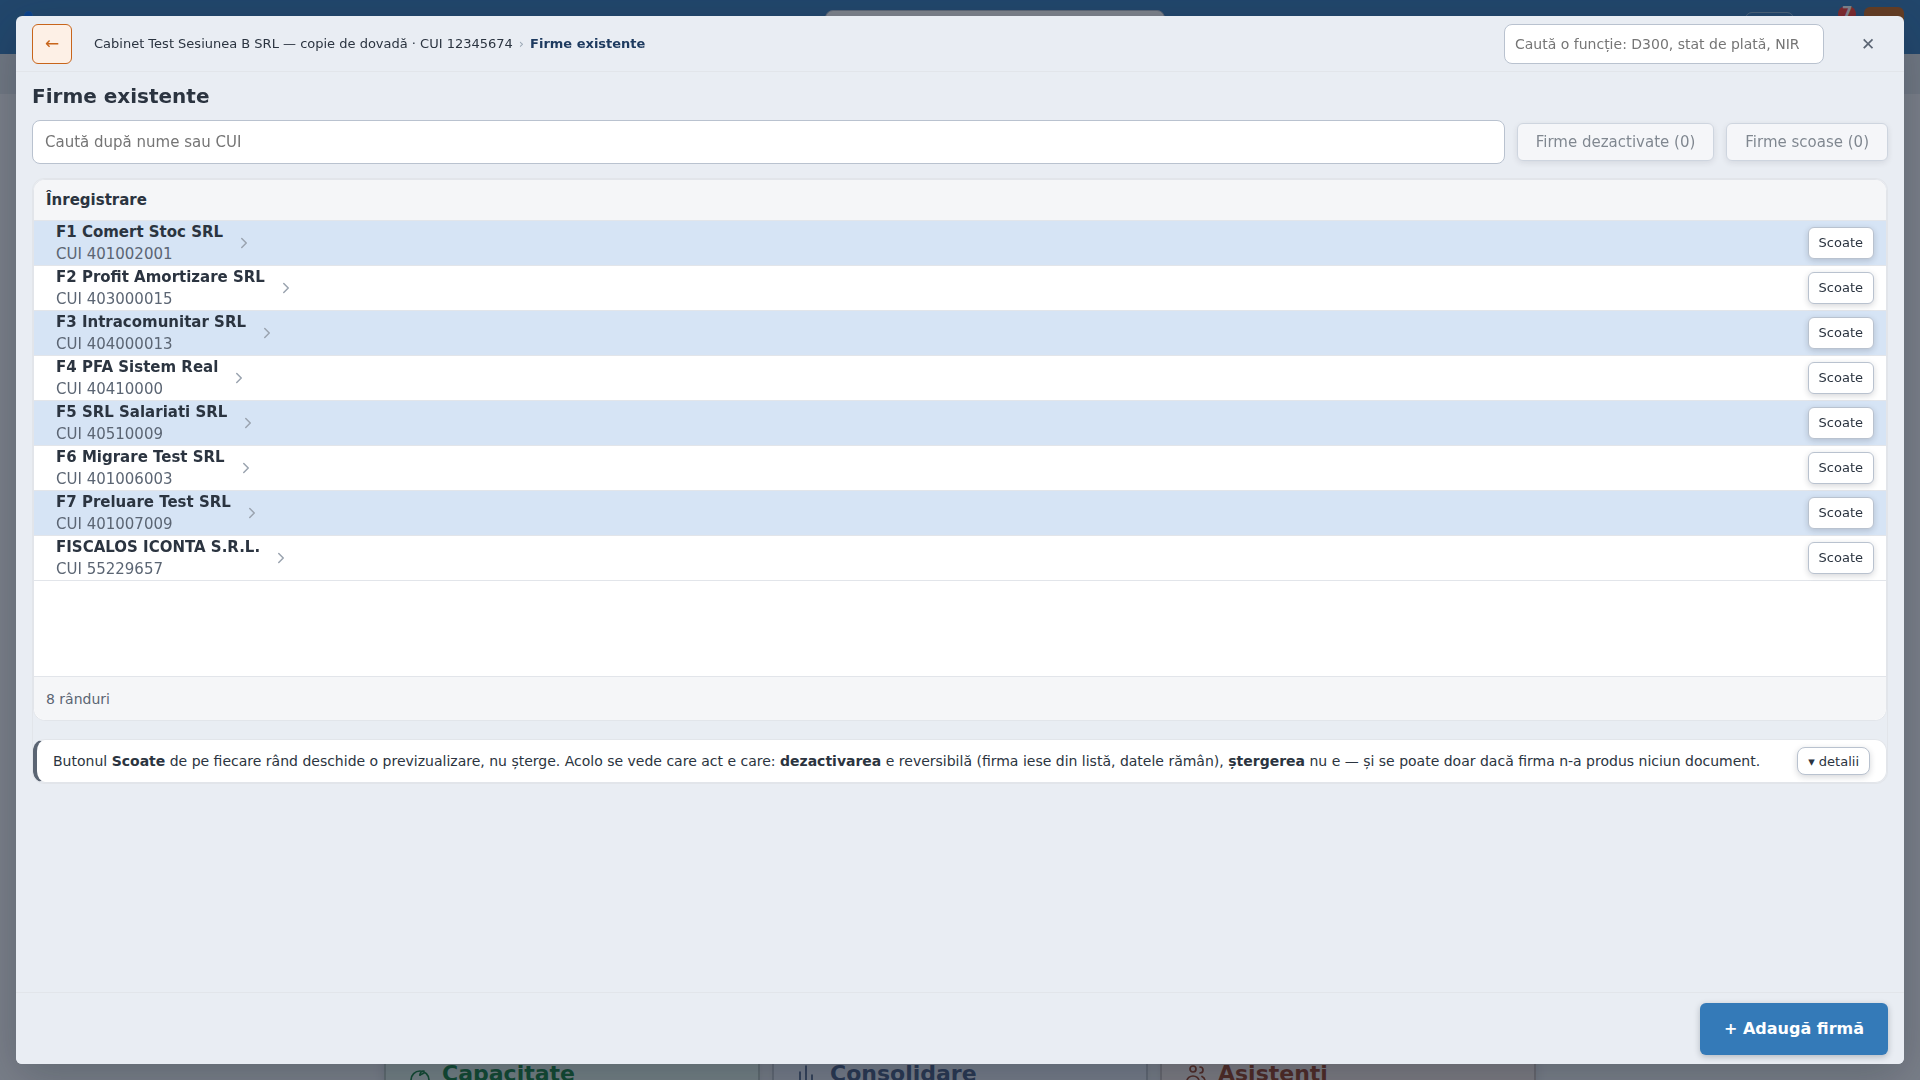 7
← Cabinet Test Sesiunea B SRL — copie de dovadă · CUI 12345674 › Firme existente
Caută o funcție: D300, stat de plată, NIR
✕
Firme existente
Caută după nume sau CUI
Firme dezactivate (0)
Firme scoase (0)
Înregistrare
F1 Comert Stoc SRL
CUI 401002001
Scoate
F2 Profit Amortizare SRL
CUI 403000015
Scoate
F3 Intracomunitar SRL
CUI 404000013
Scoate
F4 PFA Sistem Real
CUI 40410000
Scoate
F5 SRL Salariati SRL
CUI 40510009
Scoate
F6 Migrare Test SRL
CUI 401006003
Scoate
F7 Preluare Test SRL
CUI 401007009
Scoate
FISCALOS ICONTA S.R.L.
CUI 55229657
Scoate
8 rânduri
Butonul Scoate de pe fiecare rând deschide o previzualizare, nu șterge. Acolo se vede care act e care: dezactivarea e reversibilă (firma iese din listă, datele rămân), ștergerea nu e — și se poate doar dacă firma n-a produs niciun document.
▾ detalii
+ Adaugă firmă
Capacitate
Consolidare
Asistenți